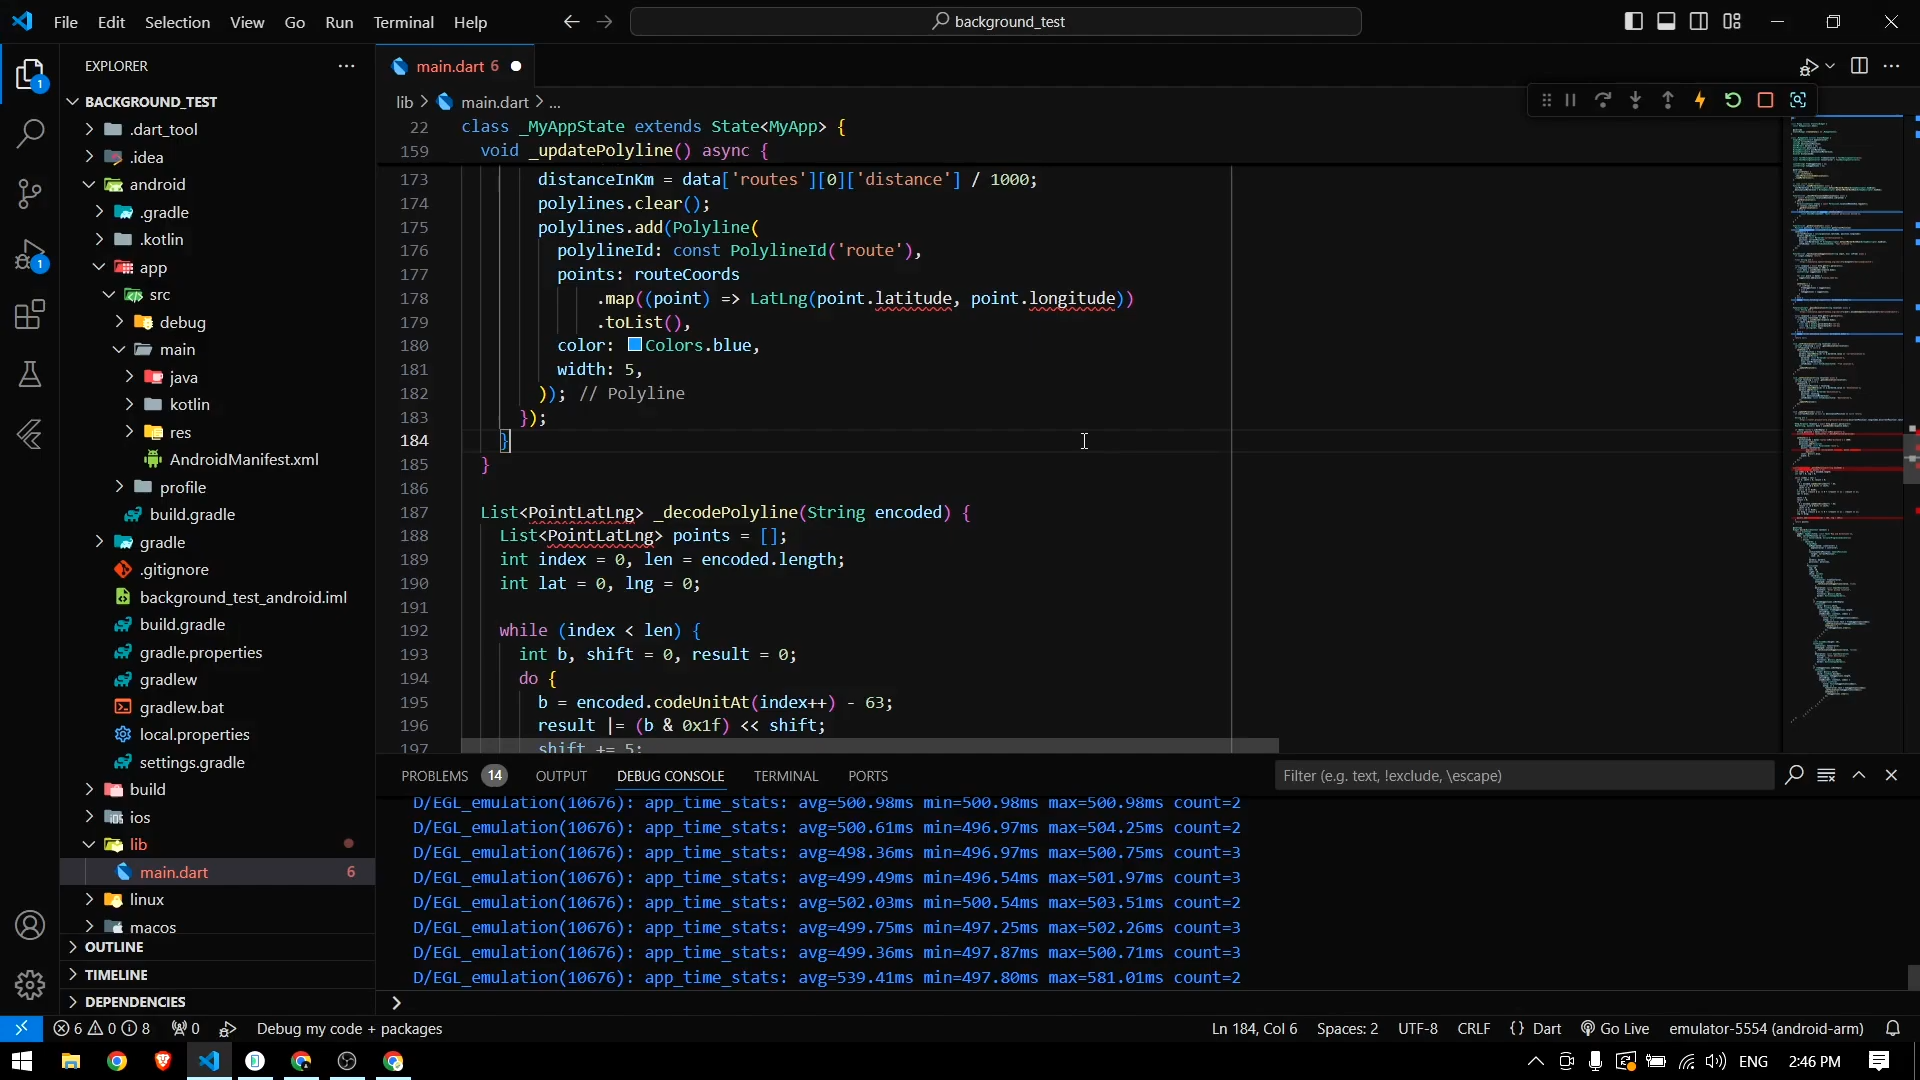 File Edit Selection View Go Run Terminal Help
background_test
EXPLORER
BACKGROUND_TEST
.dart_tool
.idea
android
.gradle
.kotlin
app
src
debug
main
java
kotlin
res
AndroidManifest.xml
profile
build.gradle
gradle
.gitignore
background_test_android.iml
build.gradle
gradle.properties
gradlew
gradlew.bat
local.properties
settings.gradle
build
ios
lib
main.dart 6
linux
macos
OUTLINE
TIMELINE
DEPENDENCIES
1
1
main.dart 6
lib > main.dart > ...
22 class _MyAppState extends State<MyApp> {
159 void _updatePolyline() async {
173 distanceInKm = data['routes'][0]['distance'] / 1000;
174 polylines.clear();
175 polylines.add(Polyline(
176 polylineId: const PolylineId('route'),
177 points: routeCoords
178 .map((point) => LatLng(point.latitude, point.longitude))
179 .toList(),
180 color: Colors.blue,
181 width: 5,
182 )); // Polyline
183 });
184 }
185 }
186
187 List<PointLatLng> _decodePolyline(String encoded) {
188 List<PointLatLng> points = [];
189 int index = 0, len = encoded.length;
190 int lat = 0, lng = 0;
191
192 while (index < len) {
193 int b, shift = 0, result = 0;
194 do {
195 b = encoded.codeUnitAt(index++) - 63;
196 result |= (b & 0x1f) << shift;
197 shift += 5;
PROBLEMS 14 OUTPUT DEBUG CONSOLE TERMINAL PORTS Filter (e.g. text, !exclude, \escape)
D/EGL_emulation(10676): app_time_stats: avg=500.98ms min=500.98ms max=500.98ms count=2
D/EGL_emulation(10676): app_time_stats: avg=500.61ms min=496.97ms max=504.25ms count=2
D/EGL_emulation(10676): app_time_stats: avg=498.36ms min=496.97ms max=500.75ms count=3
D/EGL_emulation(10676): app_time_stats: avg=499.49ms min=496.54ms max=501.97ms count=3
D/EGL_emulation(10676): app_time_stats: avg=502.03ms min=500.54ms max=503.51ms count=2
D/EGL_emulation(10676): app_time_stats: avg=499.75ms min=497.25ms max=502.26ms count=3
D/EGL_emulation(10676): app_time_stats: avg=499.36ms min=497.87ms max=500.71ms count=3
D/EGL_emulation(10676): app_time_stats: avg=539.41ms min=497.80ms max=581.01ms count=2
6 0 8 0 Debug my code + packages Ln 184, Col 6 Spaces: 2 UTF-8 CRLF {} Dart Go Live emulator-5554 (android-arm)
ENG 2:46 PM